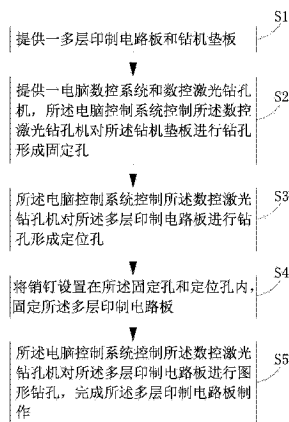 S1
提供一多层印制电路板和钻机垫板
S2
提供一电脑数控系统和数控激光钻孔
机，所述电脑控制系统控制所述数控
激光钻孔机对所述钻机垫板进行钻孔
形成固定孔
S3
所述电脑控制系统控制所述数控激光
钻孔机对所述多层印制电路板进行钻
孔形成定位孔
S4
将销钉设置在所述固定孔和定位孔内，
固定所述多层印制电路板
S5
所述电脑控制系统控制所述数控激光
钻孔机对所述多层印制电路板进行图
形钻孔，完成所述多层印制电路板制
作